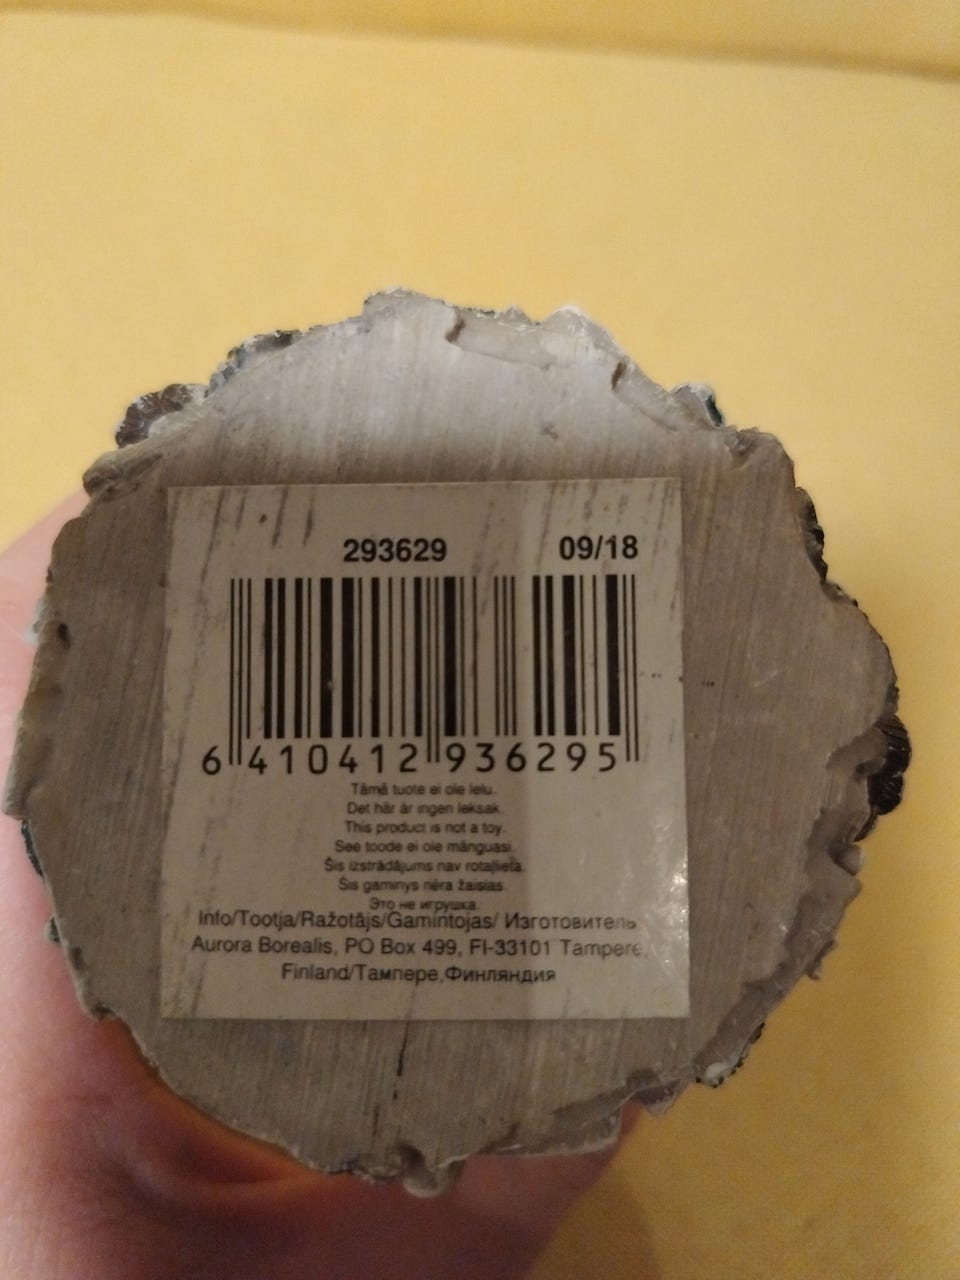 293629 09/18
6 410412 936295
Tämä tuote ei ole lelu.
Det här är ingen leksak.
This product is not a toy.
See toode ei ole mänguasi.
Šis izstrādājums nav rotaļlieta.
Šis gaminys nėra žaislas.
Это не игрушка.
Info/Tootja/Ražotājs/Gamintojas/ Изготовитель
Aurora Borealis, PO Box 499, FI-33101 Tampere,
Finland/Тампере,Финляндия